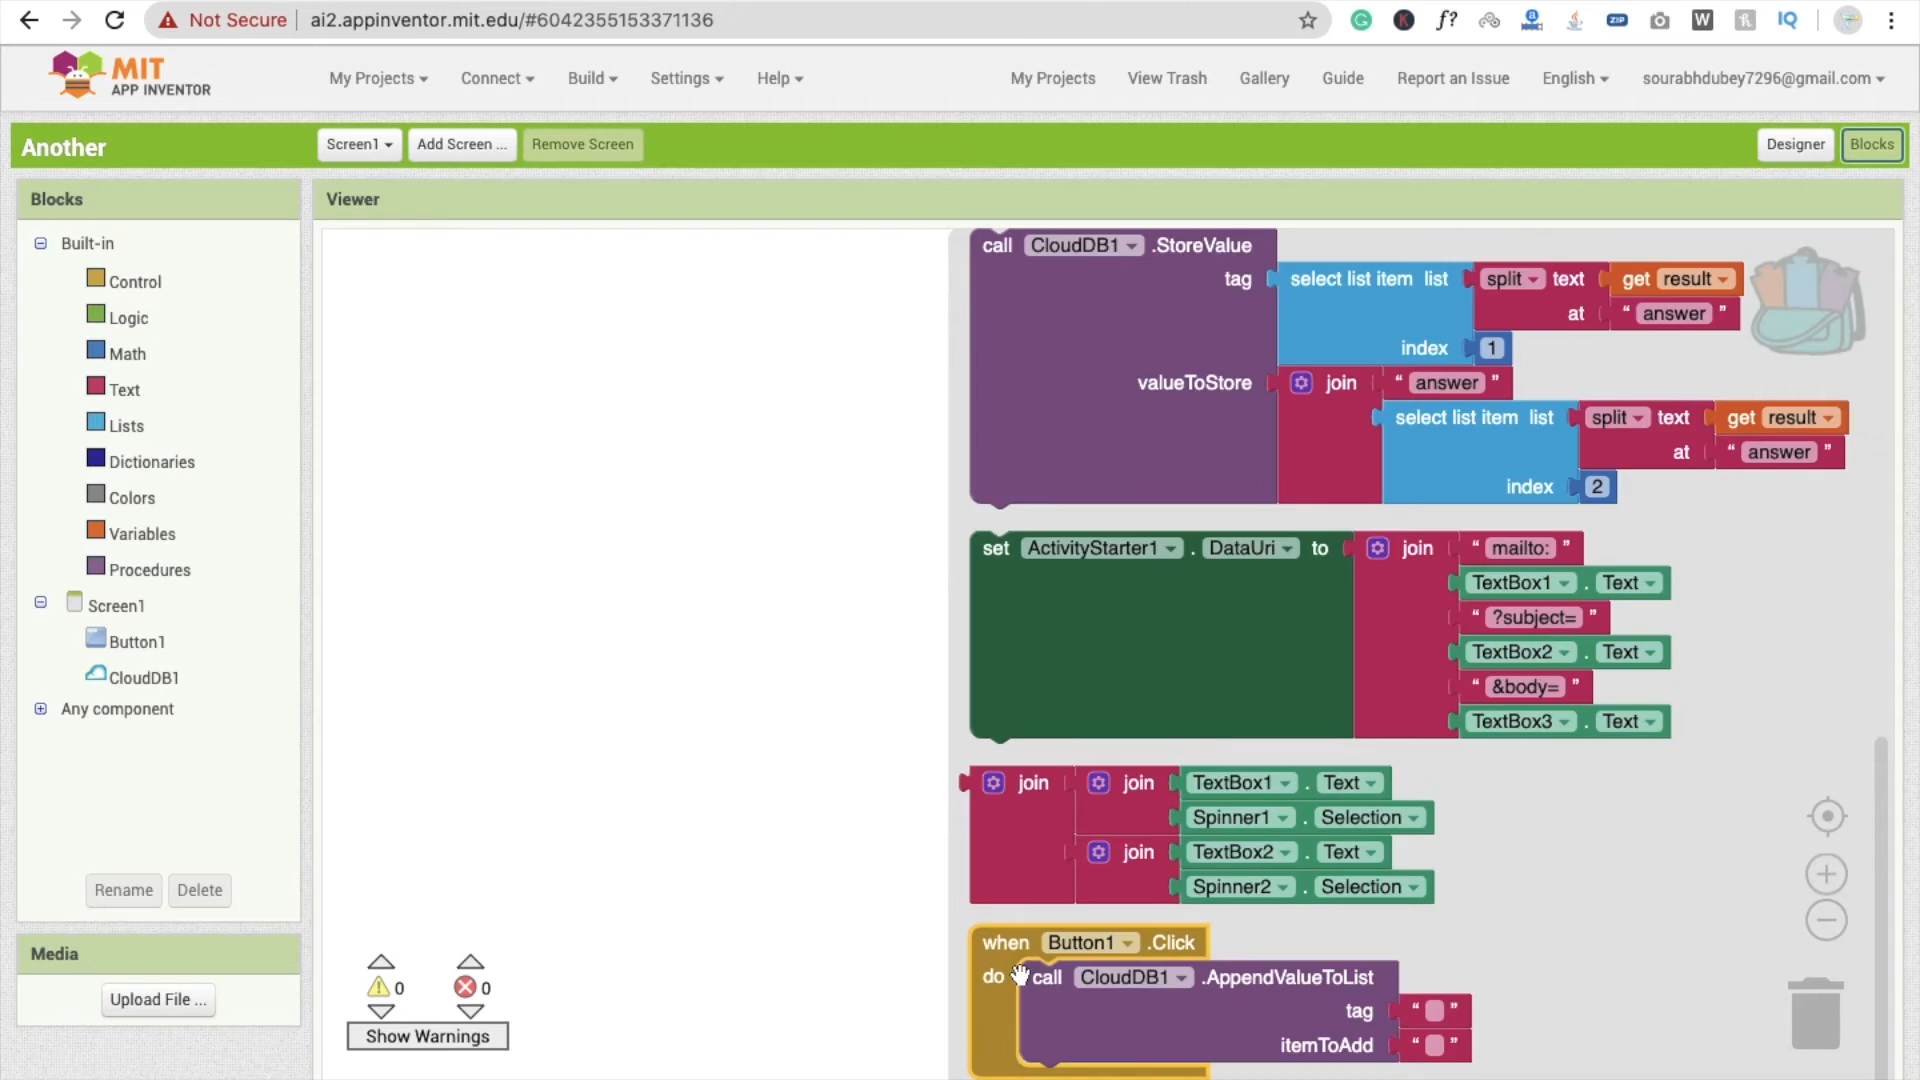 Not Secure
ai2.appinventor.mit.edu/#6042355153371136
G K f? a ZIP W IQ
MIT
APP INVENTOR
My Projects Connect Build Settings Help My Projects View Trash Gallery Guide Report an Issue English sourabhdubey7296@gmail.com
Another Screen1 Add Screen ... Remove Screen Designer Blocks
Blocks
Built-in
Control
Logic
Math
Text
Lists
Dictionaries
Colors
Variables
Procedures
Screen1
Button1
CloudDB1
Any component
Rename Delete
Media
Upload File ...
Viewer
0 0
Show Warnings
call CloudDB1 .StoreValue
tag select list item list split text get result
at “ answer ”
index 1
valueToStore join “ answer ”
select list item list split text get result
at “ answer ”
index 2
set ActivityStarter1 . DataUri to join “ mailto: ”
TextBox1 . Text
“ ?subject= ”
TextBox2 . Text
“ &body= ”
TextBox3 . Text
join join TextBox1 . Text
Spinner1 . Selection
join TextBox2 . Text
Spinner2 . Selection
when Button1 .Click
do call CloudDB1 .AppendValueToList
tag “ ”
itemToAdd “ ”